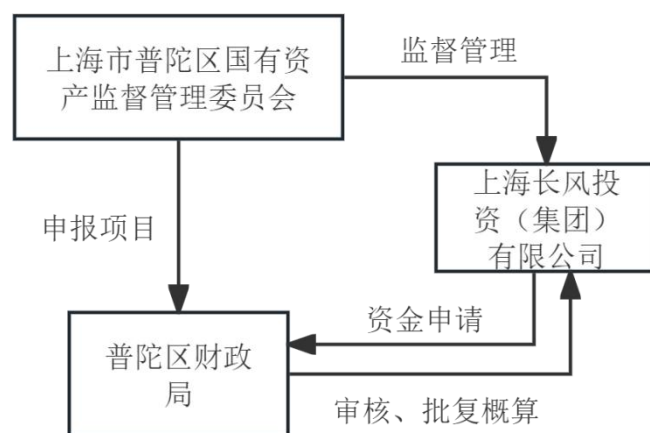 上海市普陀区国有资
产监督管理委员会
监督管理
上海长风投
资（集团）
有限公司
申报项目
资金申请
普陀区财政
局
审核、批复概算